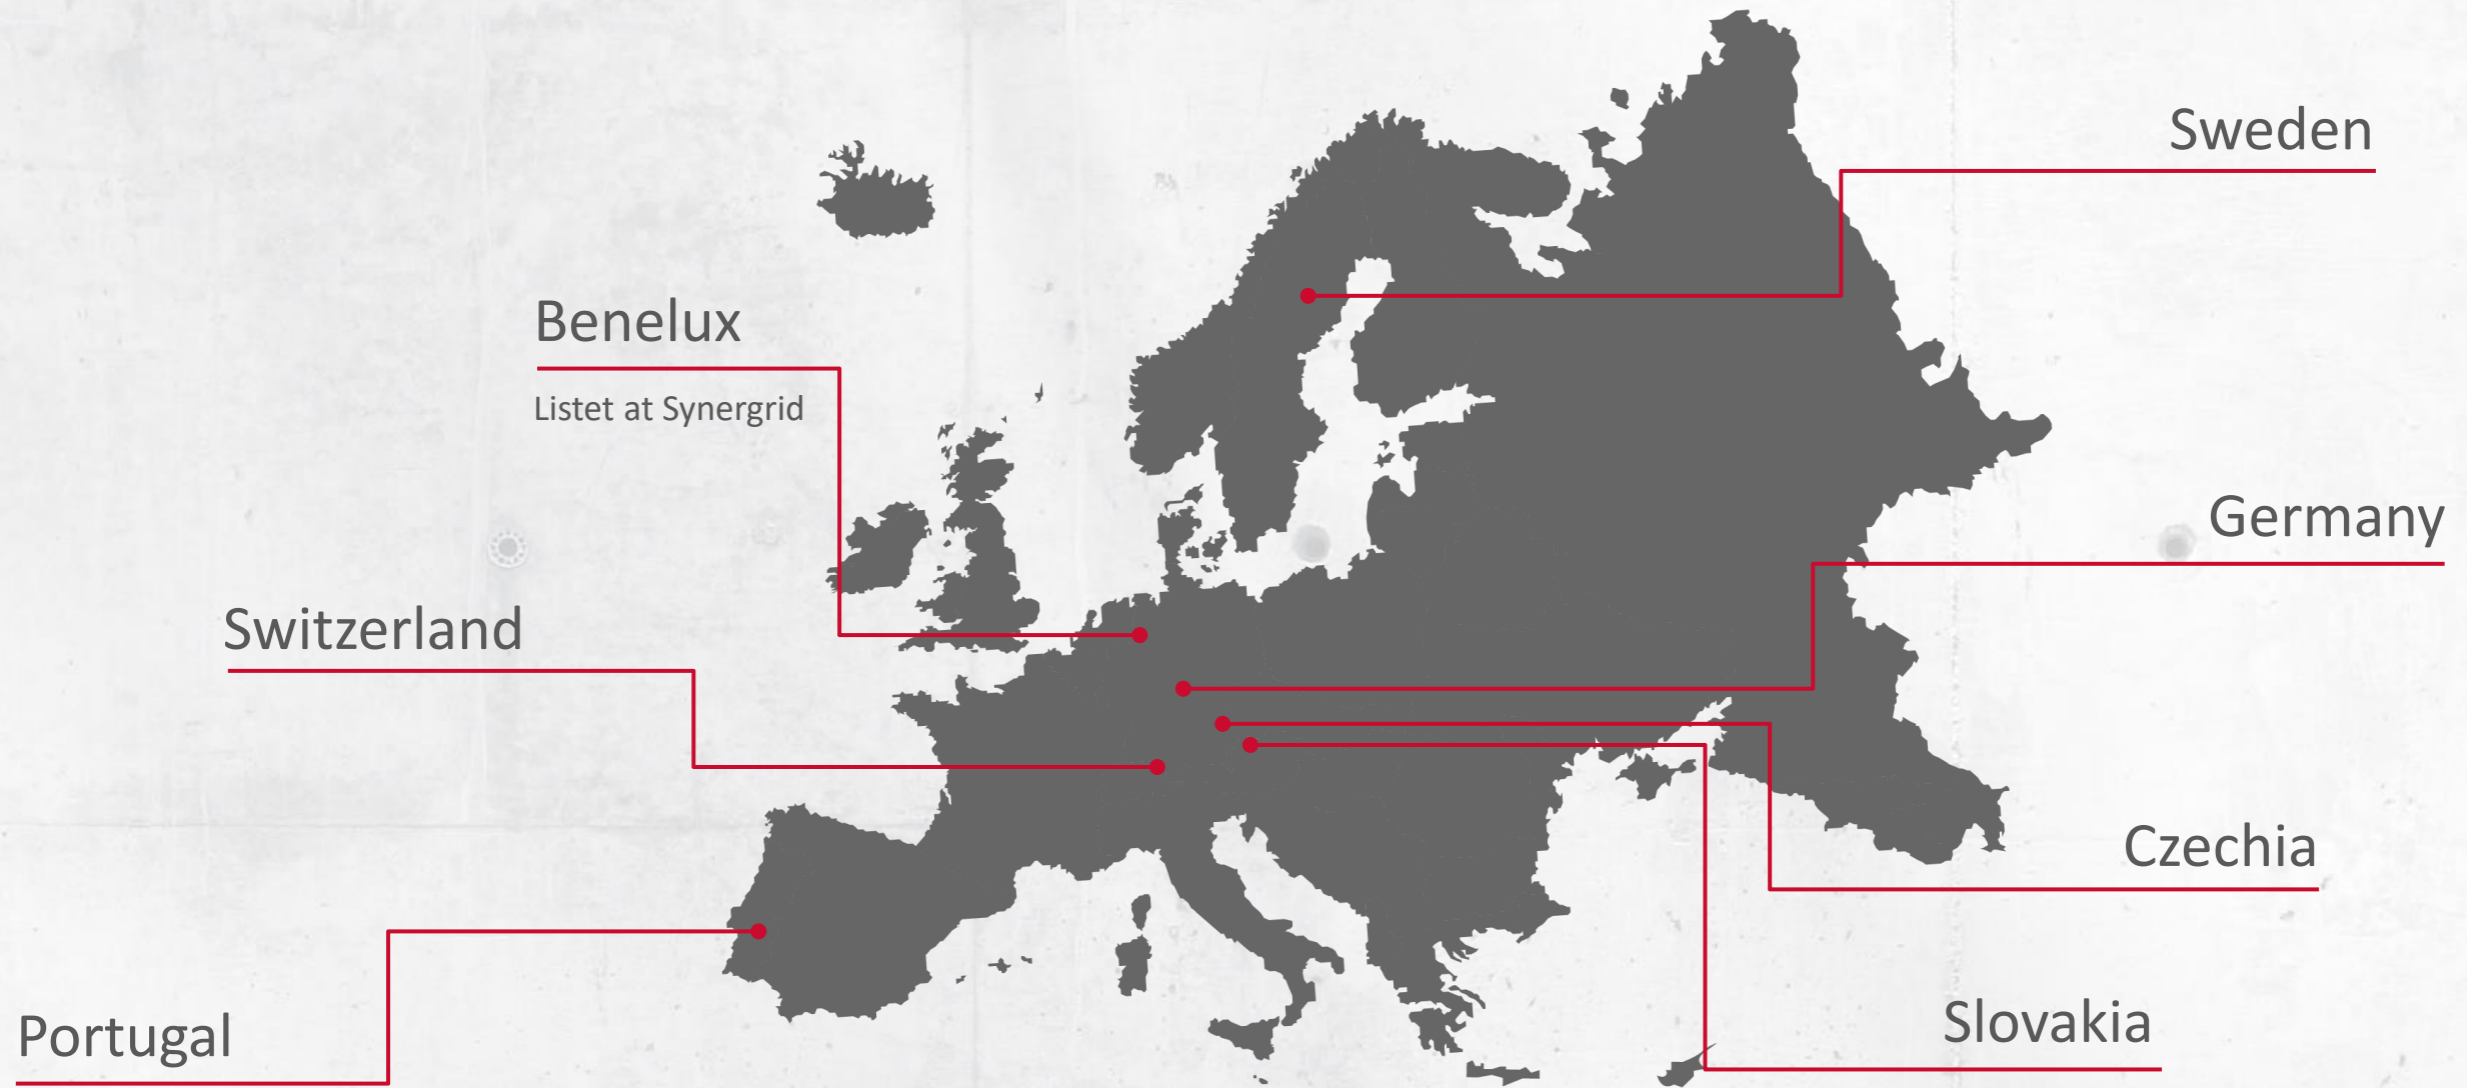 Sweden
Benelux
Listet at Synergrid
Germany
Switzerland
Czechia
Slovakia
Portugal